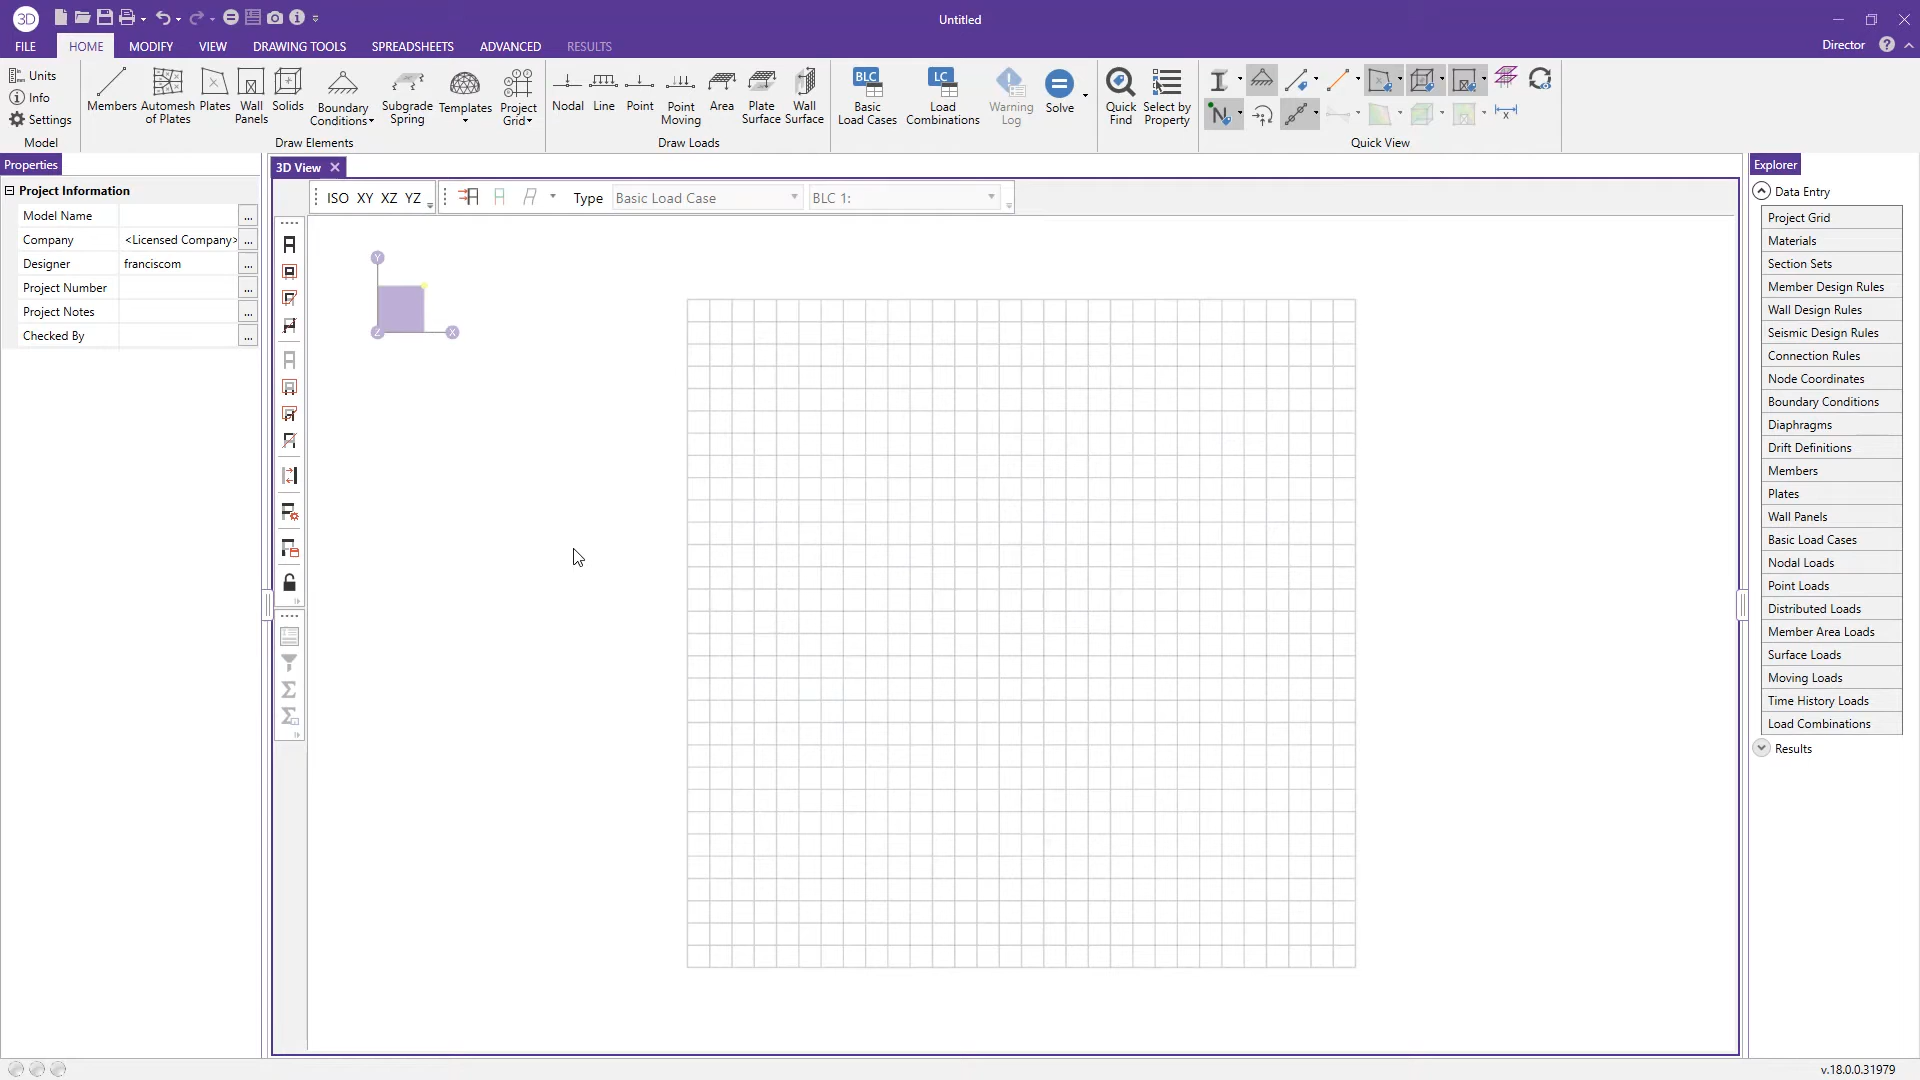 3D
Untitled
FILE HOME MODIFY VIEW DRAWING TOOLS SPREADSHEETS ADVANCED RESULTS
Director
Units
Info
Settings
Model
Members
Automesh
of Plates
Plates
Wall
Panels
Solids
Boundary
Conditions
Subgrade
Spring
Templates
Project
Grid
Draw Elements
Nodal
Line
Point
Point
Moving
Area
Plate
Surface
Wall
Surface
Draw Loads
BLC
Basic
Load Cases
LC
Load
Combinations
Warning
Log
Solve
Quick
Find
Select by
Property
Quick View
Properties
Project Information
Model Name
...
Company <Licensed Company> ...
Designer franciscom ...
Project Number ...
Project Notes ...
Checked By ...
3D View
ISO XY XZ YZ
Type Basic Load Case BLC 1:
Y
Z X
Explorer
Data Entry
Project Grid
Materials
Section Sets
Member Design Rules
Wall Design Rules
Seismic Design Rules
Connection Rules
Node Coordinates
Boundary Conditions
Diaphragms
Drift Definitions
Members
Plates
Wall Panels
Basic Load Cases
Nodal Loads
Point Loads
Distributed Loads
Member Area Loads
Surface Loads
Moving Loads
Time History Loads
Load Combinations
Results
v.18.0.0.31979